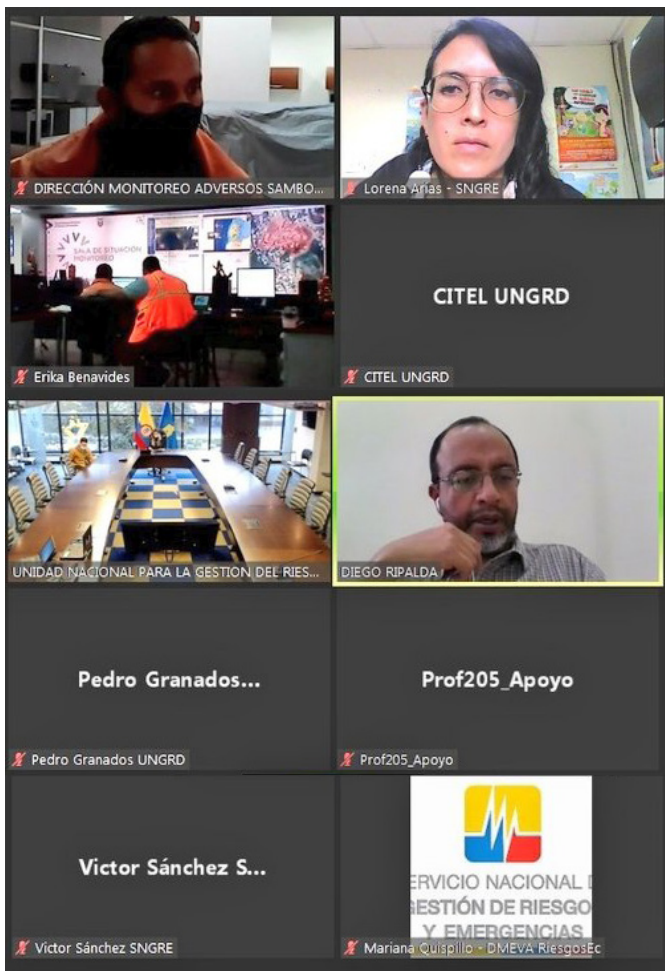 DIRECCIÓN MONITOREO ADVERSOS SAMBO...
Lorena Arias - SNGRE
SALA DE SITUACIÓN
MONITOREO
Erika Benavides
CITEL UNGRD
CITEL UNGRD
UNIDAD NACIONAL PARA LA GESTION DEL RIES...
DIEGO RIPALDA
Pedro Granados...
Pedro Granados UNGRD
Prof205_Apoyo
Prof205_Apoyo
Victor Sánchez S...
Victor Sánchez SNGRE
ERVICIO NACIONAL D
GESTIÓN DE RIESGO
Y EMERGENCIAS
Mariana Quispillo - DMEVA RiesgosEc